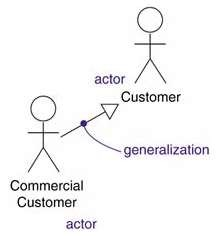 actor
Customer
generalization
Commercial
Customer
actor